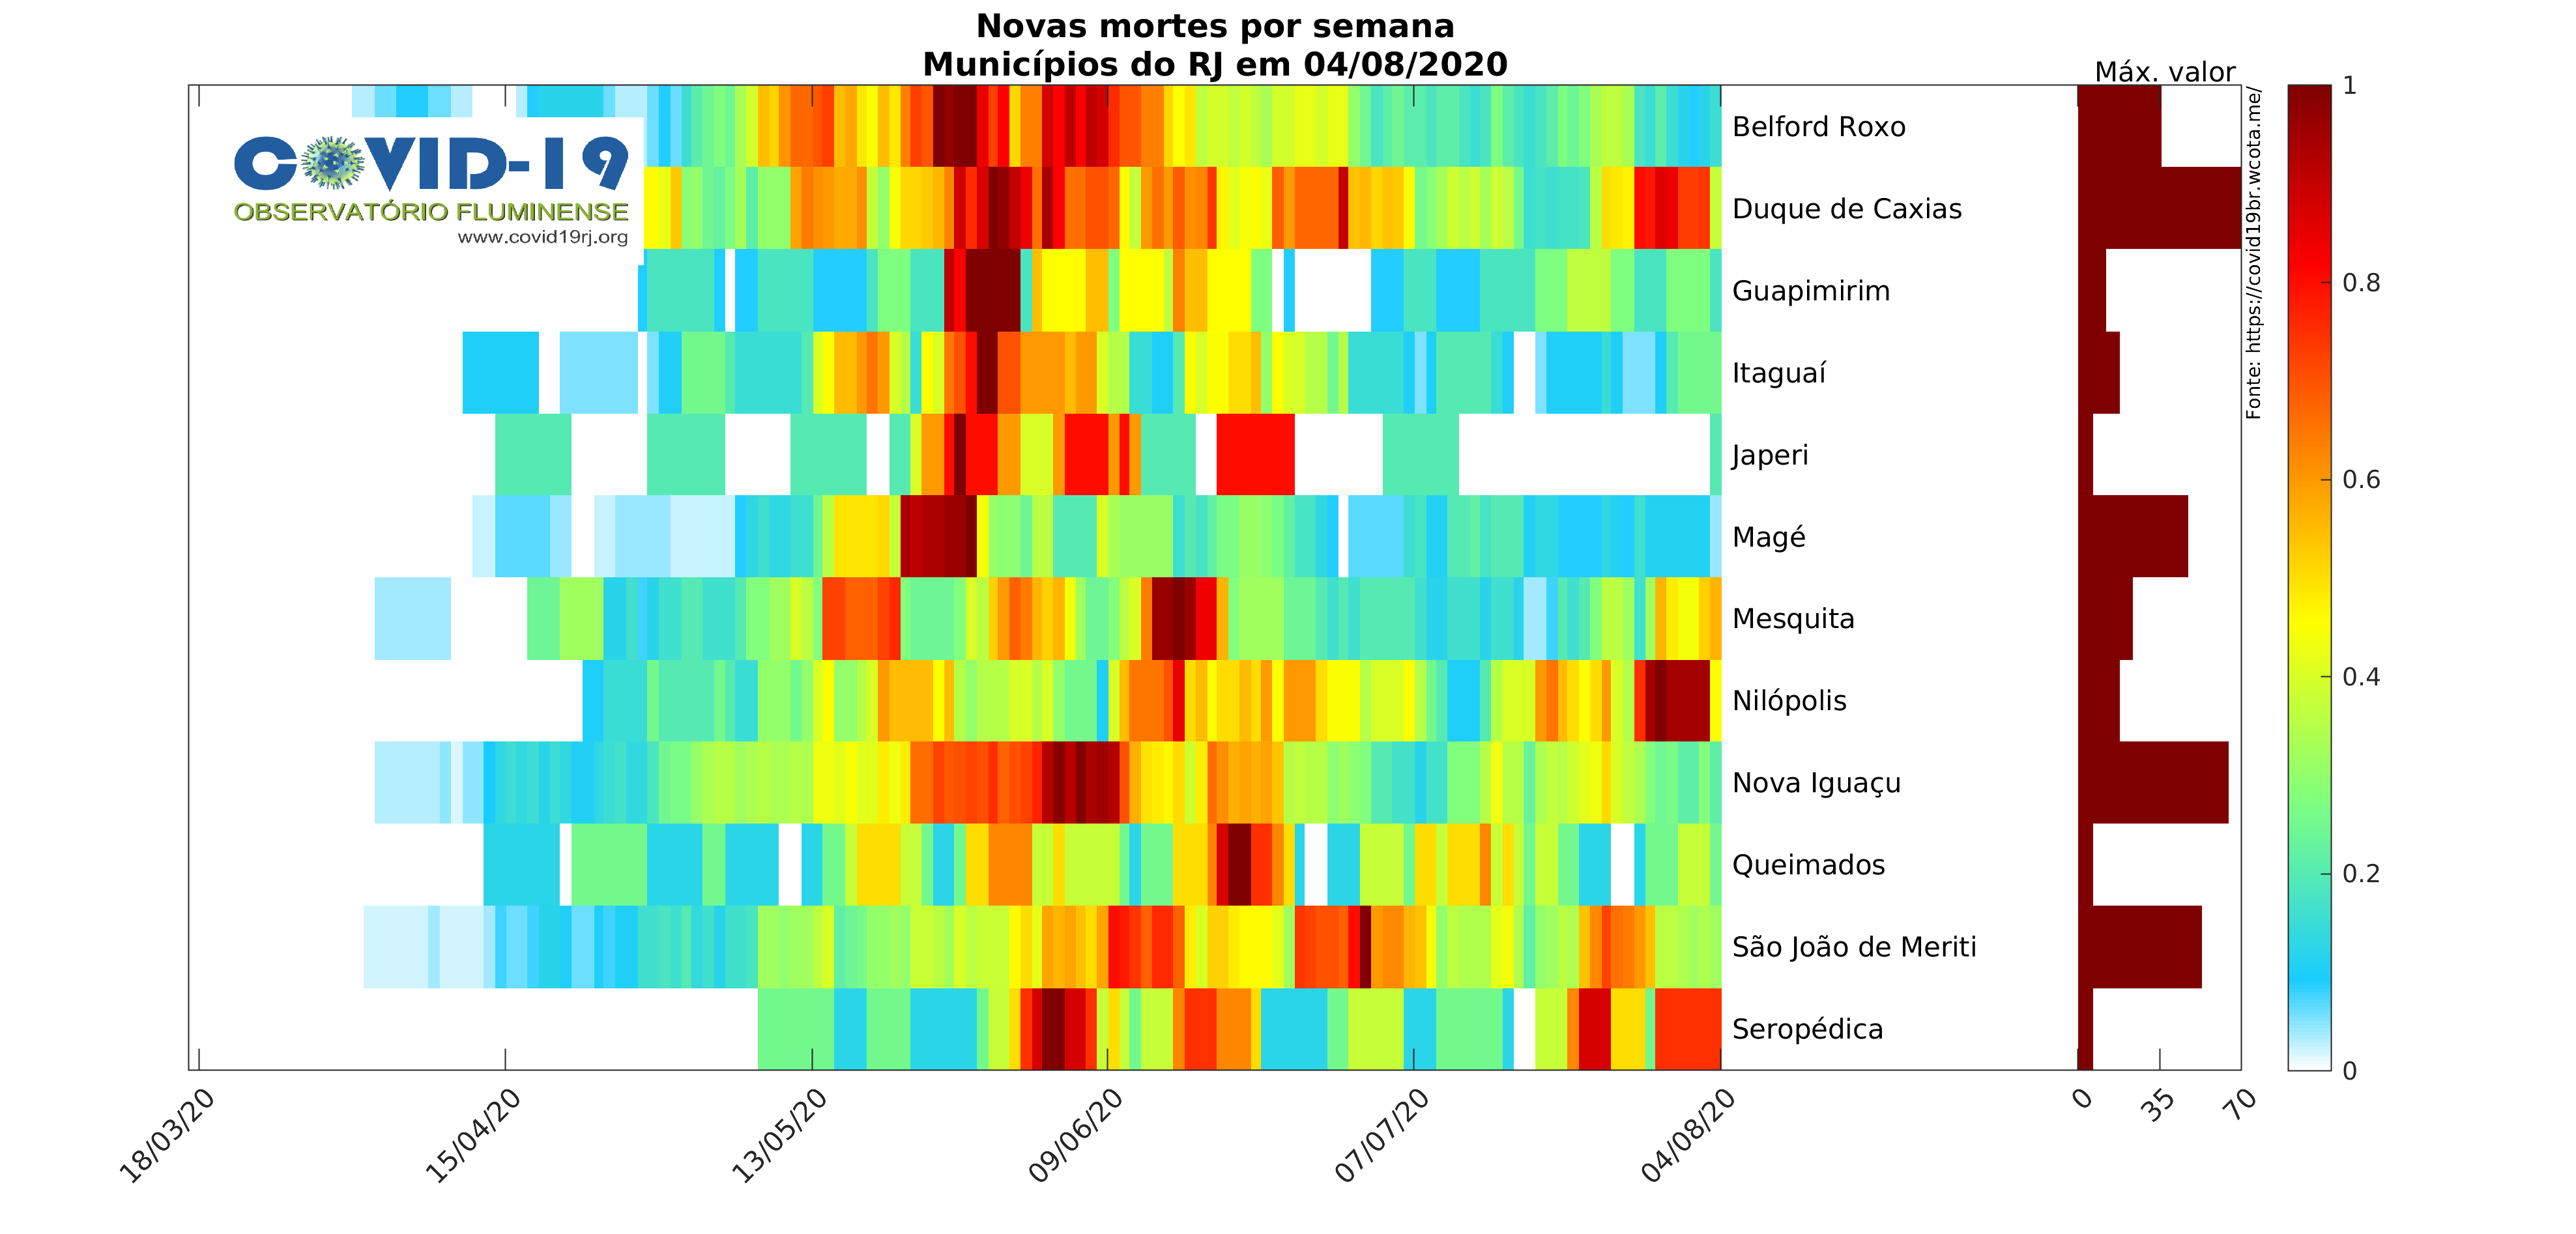 Novas mortes por semana
Municípios do RJ em 04/08/2020
Máx. valor
COVID-19
OBSERVATÓRIO FLUMINENSE
www.covid19rj.org
Belford Roxo
Duque de Caxias
Guapimirim
Itaguaí
Japeri
Magé
Mesquita
Nilópolis
Nova Iguaçu
Queimados
São João de Meriti
Seropédica
Fonte: https://covid19br.wcota.me/
1
0.8
0.6
0.4
0.2
0
18/03/20
15/04/20
13/05/20
09/06/20
07/07/20
04/08/20
0
35
70